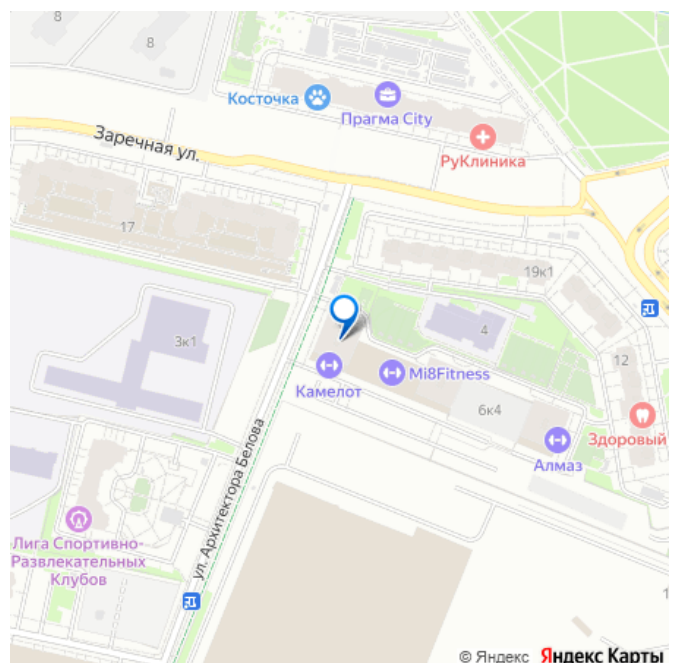 8
8
Косточка
Прагма City
РуКлиника
Заречная ул.
17
19к1
3к1
4
12
Камелот
Mi8Fitness
6к4
Здоровый
Алмаз
ул. Архитектора Белова
Лига Спортивно-
Развлекательных
Клубов
1
© Яндекс Яндекс Карты